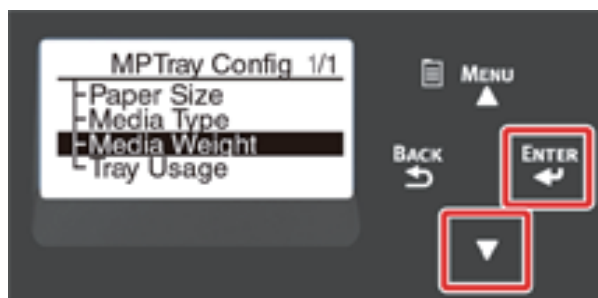 MPTray Config 1/1
Paper Size
Media Type
Media Weight
Tray Usage
MENU
BACK
ENTER